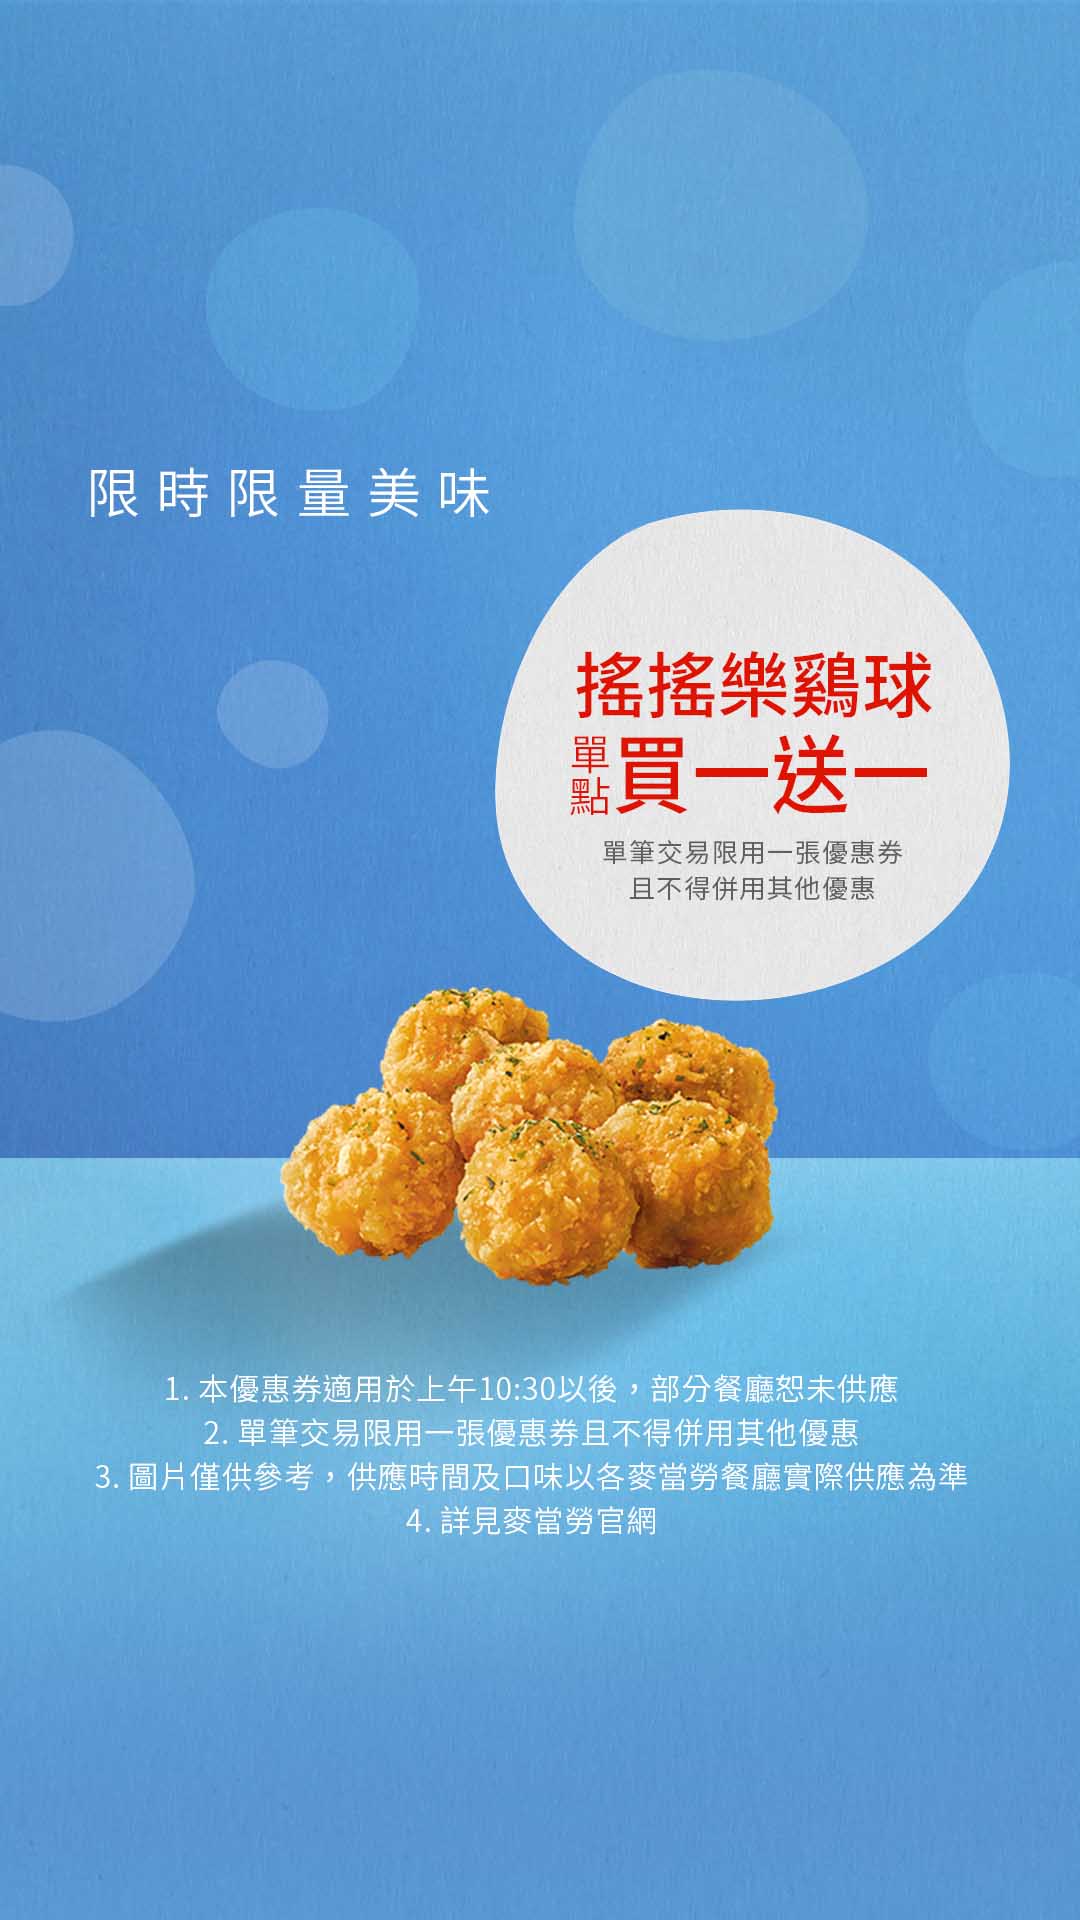 限時限量美味
搖搖樂鷄球
單點買一送一
單筆交易限用一張優惠券
且不得併用其他優惠
1. 本優惠券適用於上午10:30以後，部分餐廳恕未供應
2. 單筆交易限用一張優惠券且不得併用其他優惠
3. 圖片僅供參考，供應時間及口味以各麥當勞餐廳實際供應為準
4. 詳見麥當勞官網